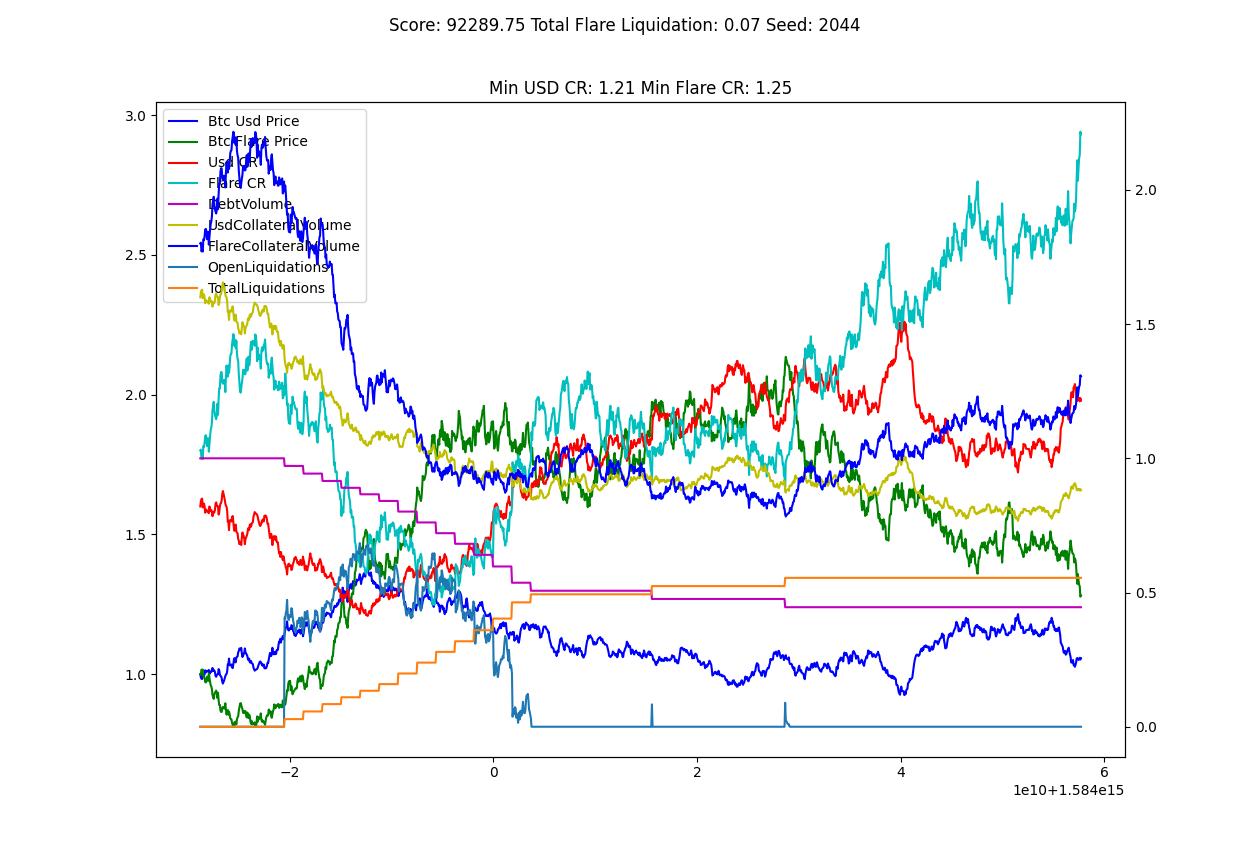 Score: 92289.75 Total Flare Liquidation: 0.07 Seed: 2044
Min USD CR: 1.21 Min Flare CR: 1.25
Btc Usd Price
Btc Flare Price
Usd CR
Flare CR
DebtVolume
UsdCollateralVolume
FlareCollateralVolume
OpenLiquidations
TotalLiquidations
3.0
2.5
2.0
1.5
1.0
2.0
1.5
1.0
0.5
0.0
−2 0 2 4 6
1e10+1.584e15